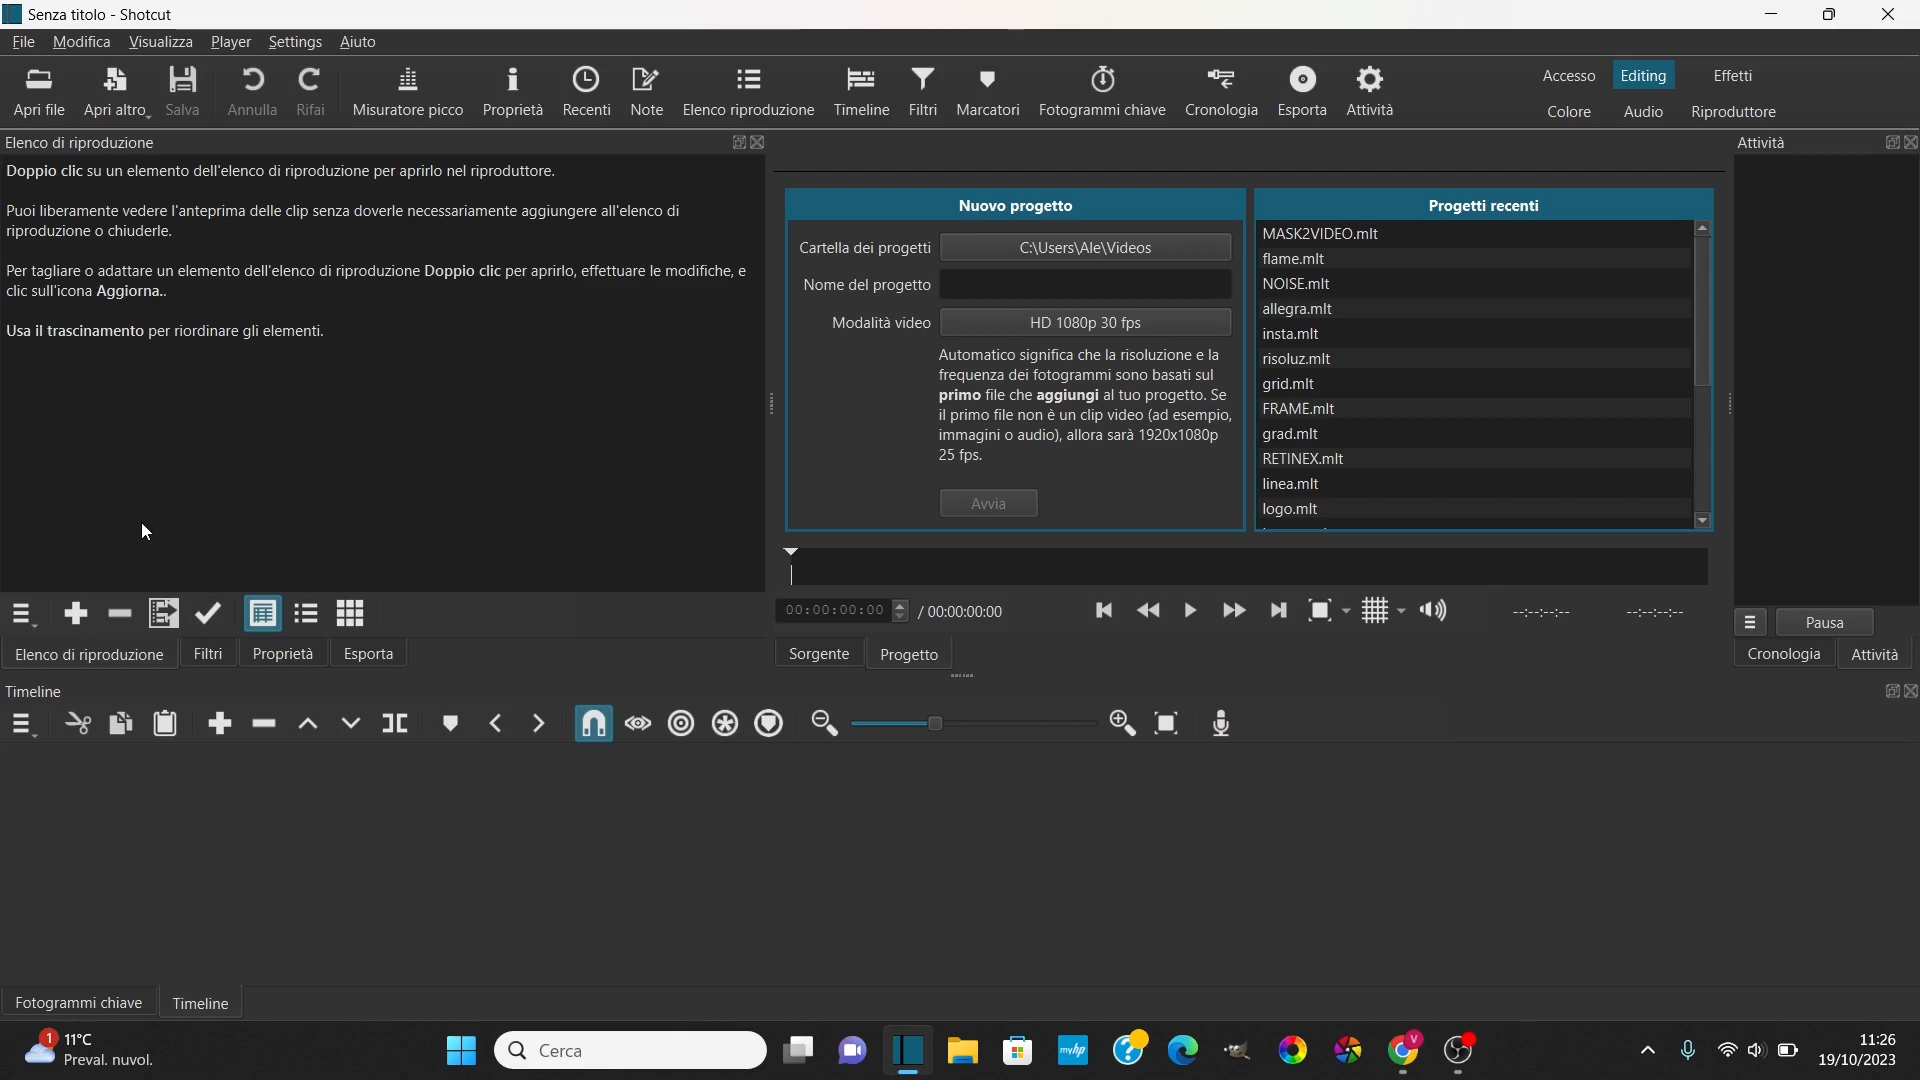 Senza titolo - Shotcut
File Modifica Visualizza Player Settings Aiuto
Apri file Apri altro Salva Annulla Rifai Misuratore picco Proprietà Recenti Note Elenco riproduzione Timeline Filtri Marcatori Fotogrammi chiave Cronologia Esporta Attività
Accesso Editing Effetti
Colore Audio Riproduttore
Elenco di riproduzione
Doppio clic su un elemento dell'elenco di riproduzione per aprirlo nel riproduttore.
Puoi liberamente vedere l'anteprima delle clip senza doverle necessariamente aggiungere all'elenco di
riproduzione o chiuderle.
Per tagliare o adattare un elemento dell'elenco di riproduzione Doppio clic per aprirlo, effettuare le modifiche, e
clic sull'icona Aggiorna..
Usa il trascinamento per riordinare gli elementi.
Elenco di riproduzione Filtri Proprietà Esporta
Nuovo progetto
Cartella dei progetti C:\Users\Ale\Videos
Nome del progetto
Modalità video HD 1080p 30 fps
Automatico significa che la risoluzione e la
frequenza dei fotogrammi sono basati sul
primo file che aggiungi al tuo progetto. Se
il primo file non è un clip video (ad esempio,
immagini o audio), allora sarà 1920x1080p
25 fps.
Avvia
Progetti recenti
MASK2VIDEO.mlt
flame.mlt
NOISE.mlt
allegra.mlt
insta.mlt
risoluz.mlt
grid.mlt
FRAME.mlt
grad.mlt
RETINEX.mlt
linea.mlt
logo.mlt
00:00:00:00 / 00:00:00:00
--:--:--:-- --:--:--:--
Sorgente Progetto
Attività
Pausa
Cronologia Attività
Timeline
Fotogrammi chiave Timeline
1
11°C
Preval. nuvol.
Cerca
myhp
V
11:26
19/10/2023